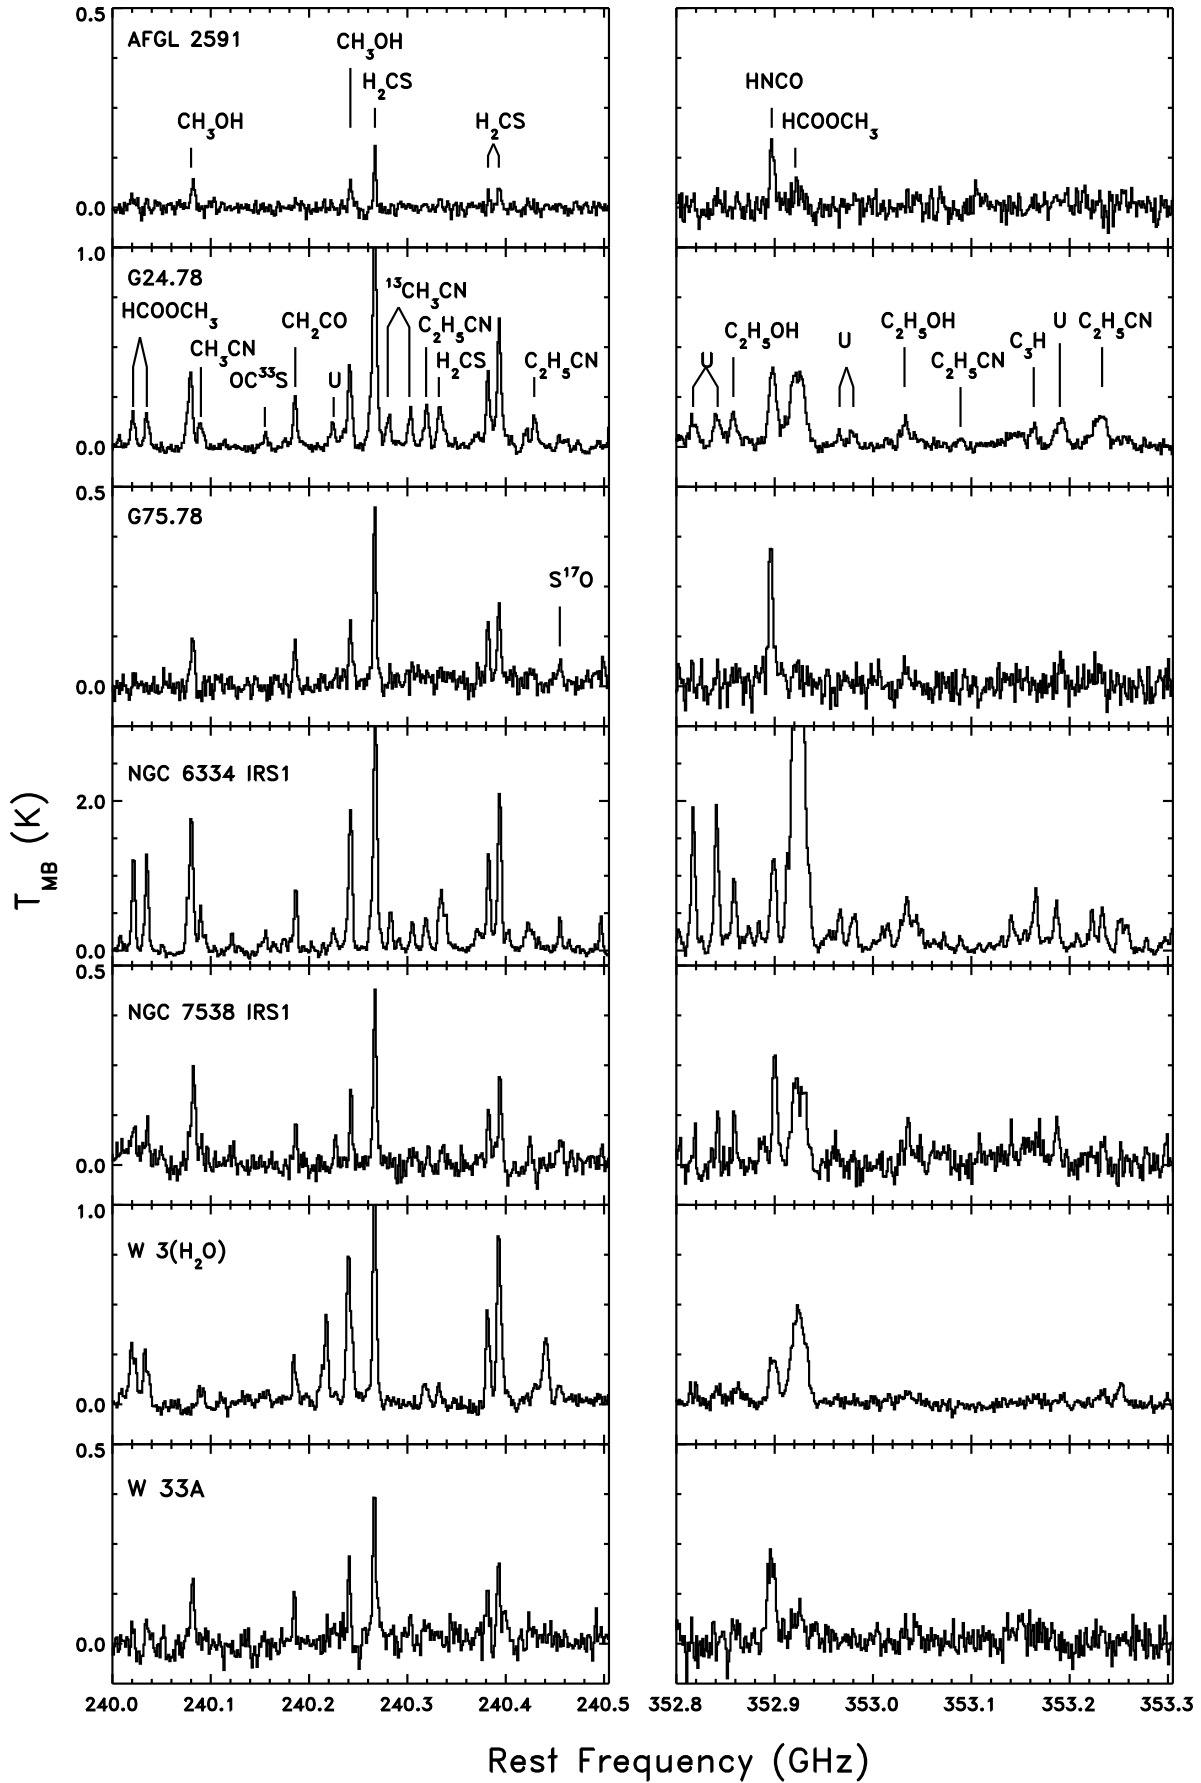 0.5
AFGL 2591
CH₃OH
H₂CS
CH₃OH
H₂CS
0.0
HNCO
HCOOCH₃
1.0
G24.78
HCOOCH₃
CH₃CN
OC³³S
CH₂CO
U
¹³CH₃CN
C₂H₅CN
H₂CS
C₂H₅CN
0.0
U
C₂H₅OH
U
C₂H₅OH
C₂H₅CN
C₃H
U
C₂H₅CN
0.5
G75.78
S¹⁷O
0.0
NGC 6334 IRS1
2.0
0.0
T_MB (K)
0.5
NGC 7538 IRS1
0.0
1.0
W 3(H₂O)
0.0
0.5
W 33A
0.0
240.0 240.1 240.2 240.3 240.4 240.5
352.8 352.9 353.0 353.1 353.2 353.3
Rest Frequency (GHz)